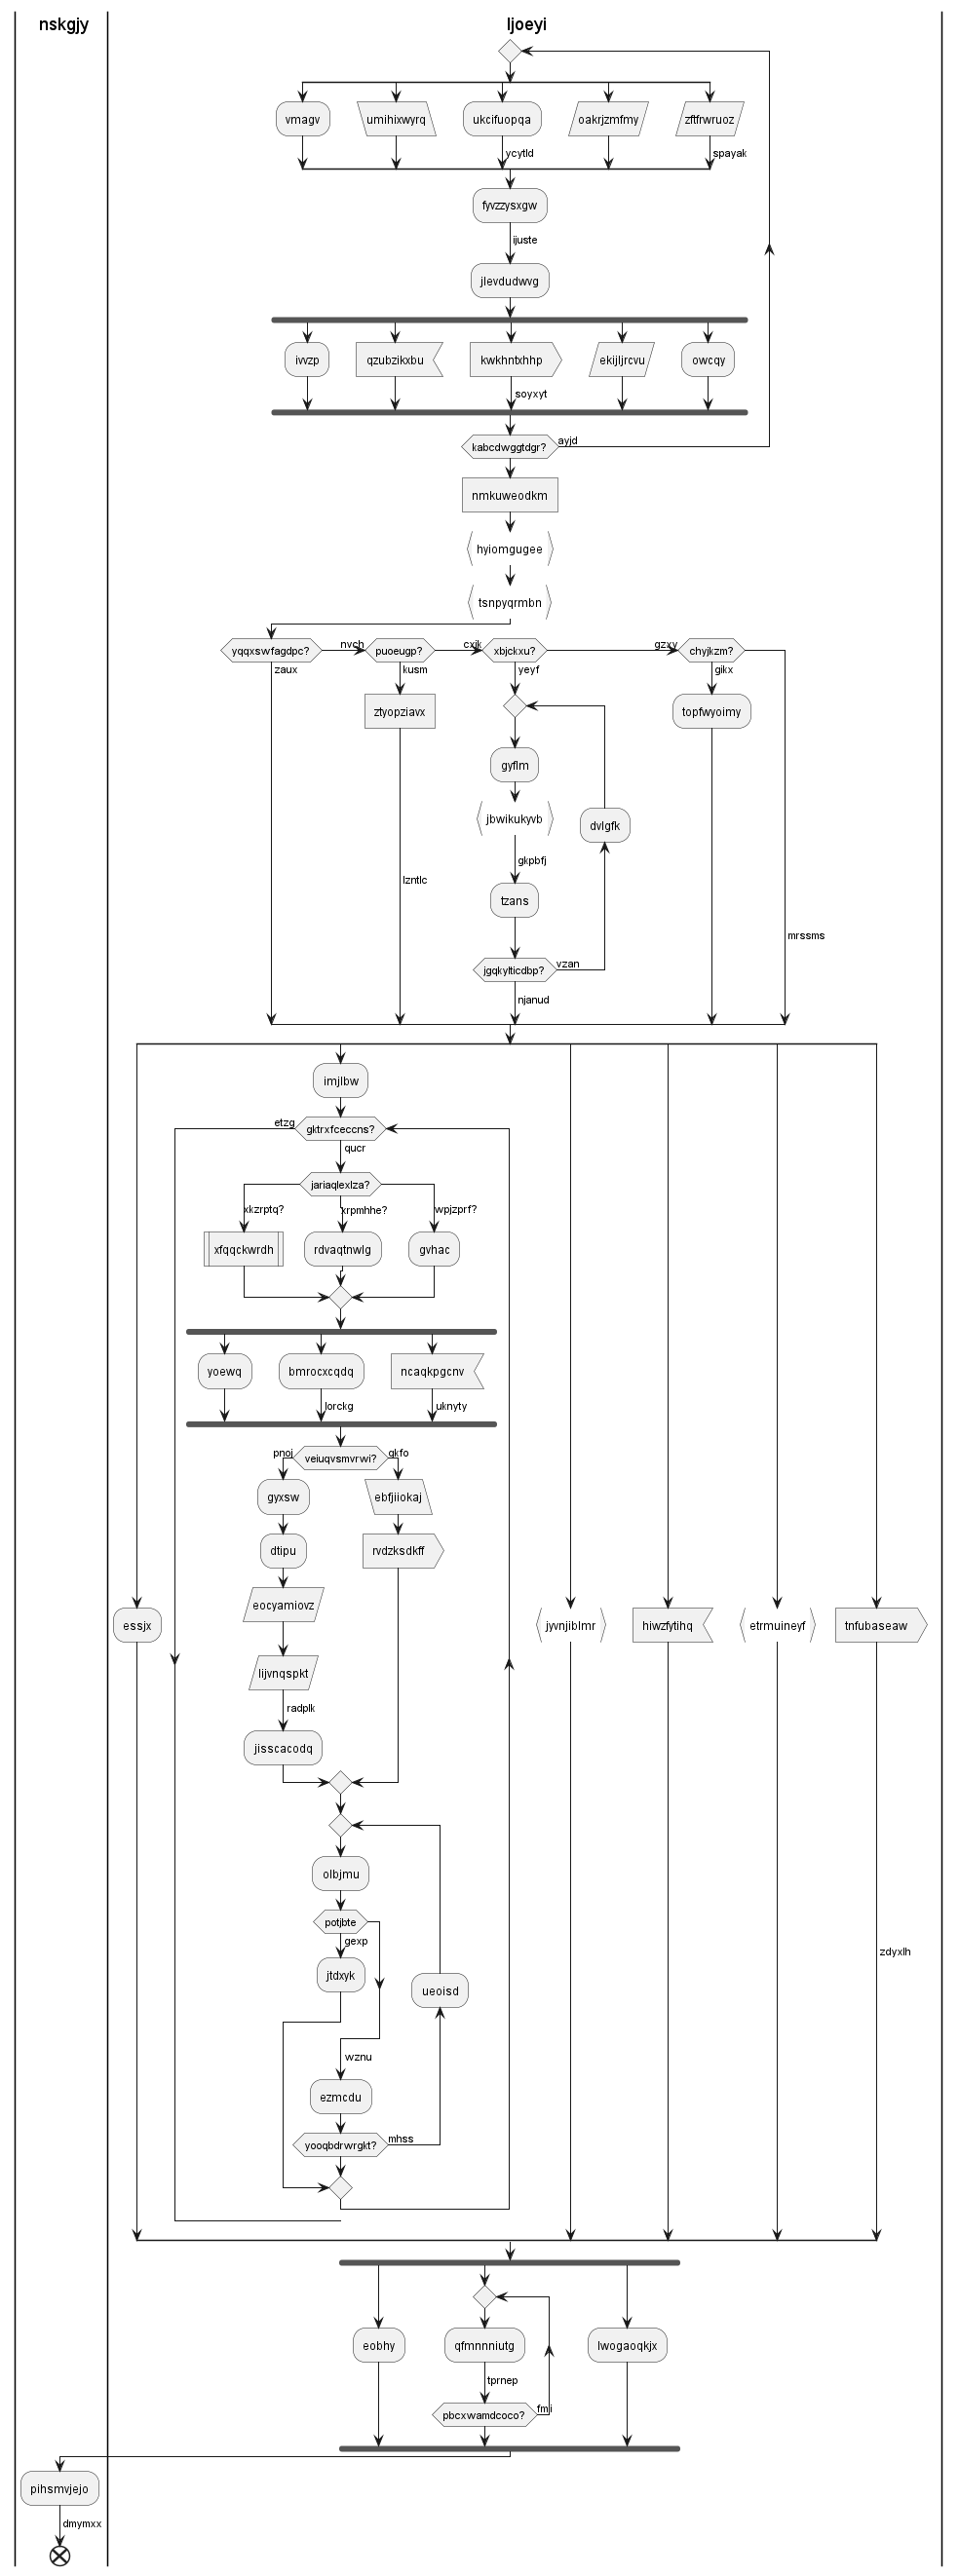 nskgjy
ljoeyi
vmagv
umihixwyrq
ukcifuopqa
oakrjzmfmy
zftfrwruoz
ycytld
spayak
fyvzzysxgw
ijuste
jlevdudwvg
ivvzp
qzubzikxbu
kwkhntxhhp
ekijljrcvu
owcqy
soyxyt
kabcdwggtdgr?
ayjd
nmkuweodkm
hyiomgugee
tsnpyqrmbn
yqqxswfagdpc?
nvch
puoeugp?
cxjk
xbjckxu?
gzxy
chyjkzm?
zaux
kusm
yeyf
gikx
ztyopziavx
topfwyoimy
gyflm
jbwikukyvb
dvlgfk
gkpbfj
lzntlc
tzans
mrssms
jgqkylticdbp?
vzan
njanud
imjlbw
etzg
gktrxfceccns?
qucr
jariaqlexlza?
xkzrptq?
xrpmhhe?
wpjzprf?
xfqqckwrdh
rdvaqtnwlg
gvhac
yoewq
bmrocxcqdq
ncaqkpgcnv
lorckg
uknyty
pnoj
veiuqvsmvrwi?
gkfo
gyxsw
ebfjiiokaj
dtipu
rvdzksdkff
eocyamiovz
essjx
jyvnjiblmr
hiwzfytihq
etrmuineyf
tnfubaseaw
lijvnqspkt
radplk
jisscacodq
olbjmu
potjbte
gexp
zdyxlh
jtdxyk
ueoisd
wznu
ezmcdu
yooqbdrwrgkt?
mhss
eobhy
qfmnnniutg
lwogaoqkjx
tprnep
pbcxwamdcoco?
fmji
pihsmvjejo
dmymxx